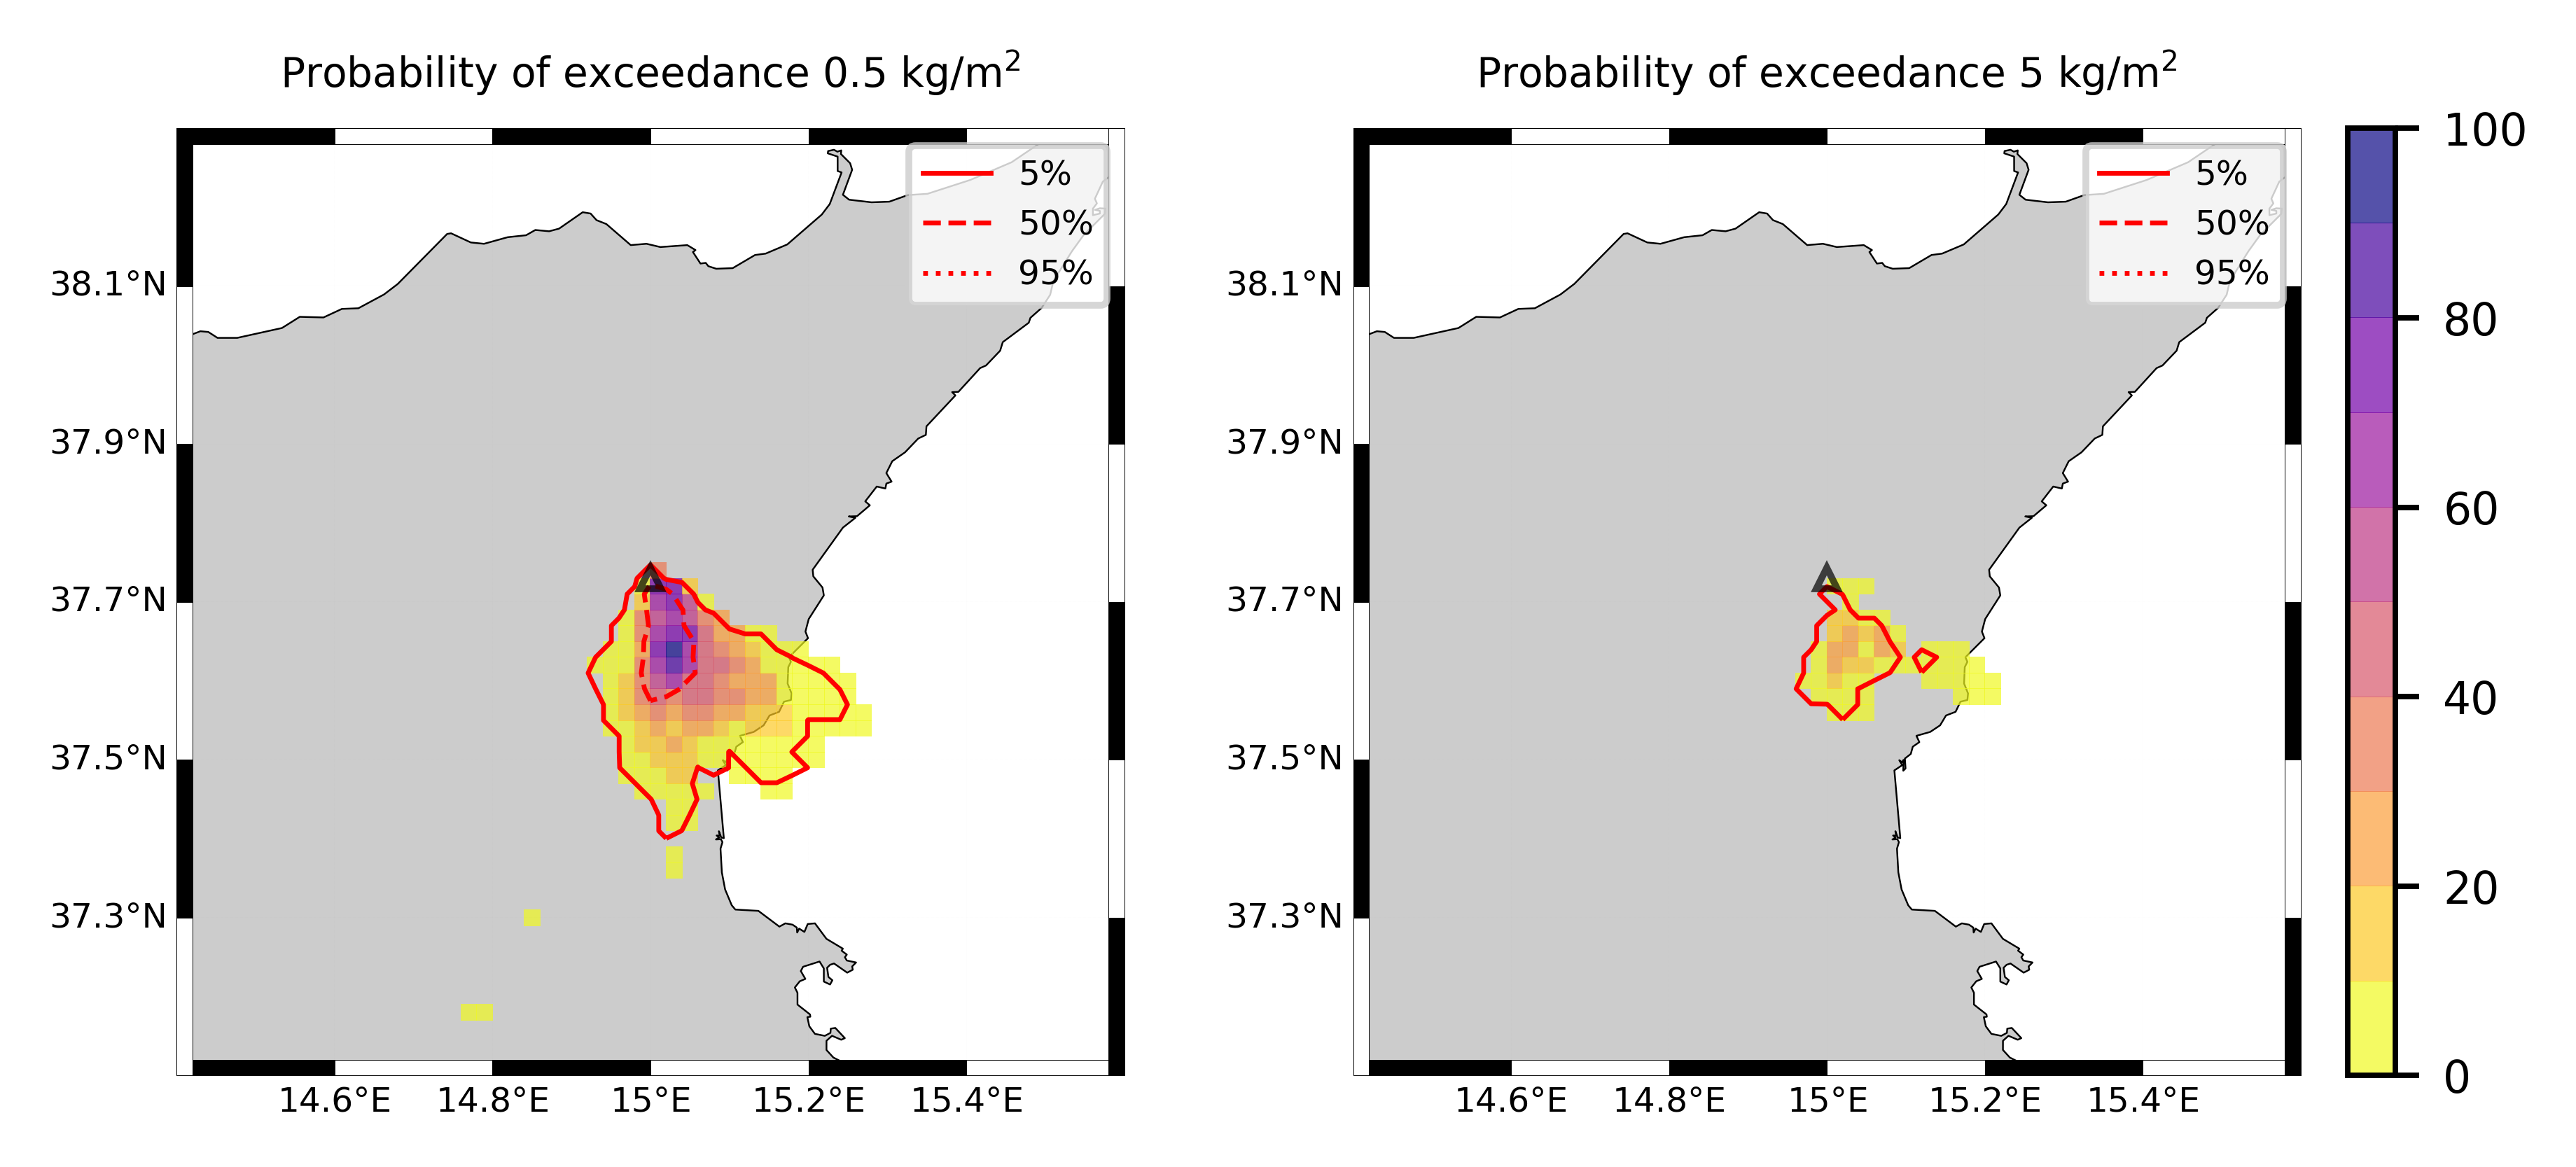 Probability of exceedance 0.5 kg/m²
Probability of exceedance 5 kg/m²
5%
50%
95%
38.1°N
37.9°N
37.7°N
37.5°N
37.3°N
14.6°E
14.8°E
15°E
15.2°E
15.4°E
5%
50%
95%
38.1°N
37.9°N
37.7°N
37.5°N
37.3°N
14.6°E
14.8°E
15°E
15.2°E
15.4°E
100
80
60
40
20
0